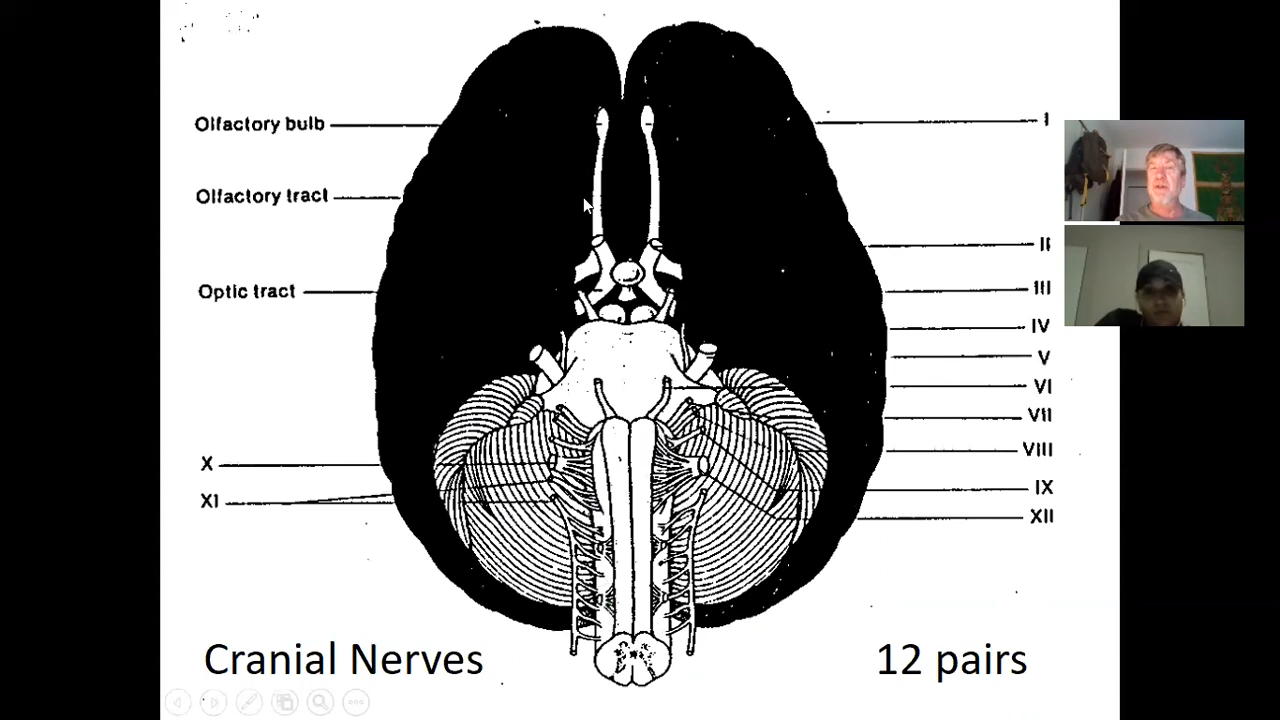 Olfactory bulb
I
Olfactory tract
II
Optic tract
III
IV
V
VI
VII
VIII
X
IX
XI
XII
Cranial Nerves
12 pairs